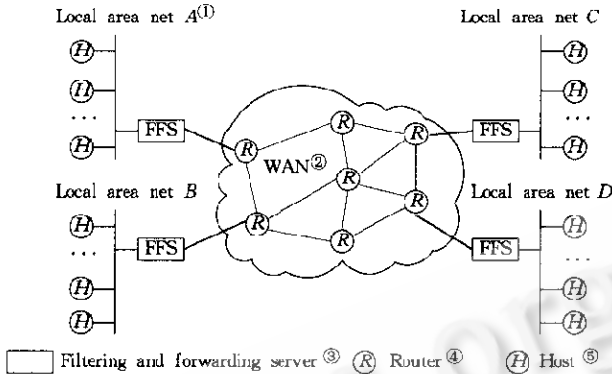 Local area net A①
Local area net C
H
H
H
H
...
...
H
H
FFS
FFS
R
R
R
WAN②
R
R
R
R
Local area net B
Local area net D
H
H
...
...
FFS
FFS
H
H
H
H
Filtering and forwarding server ③ R Router ④ H Host ⑤